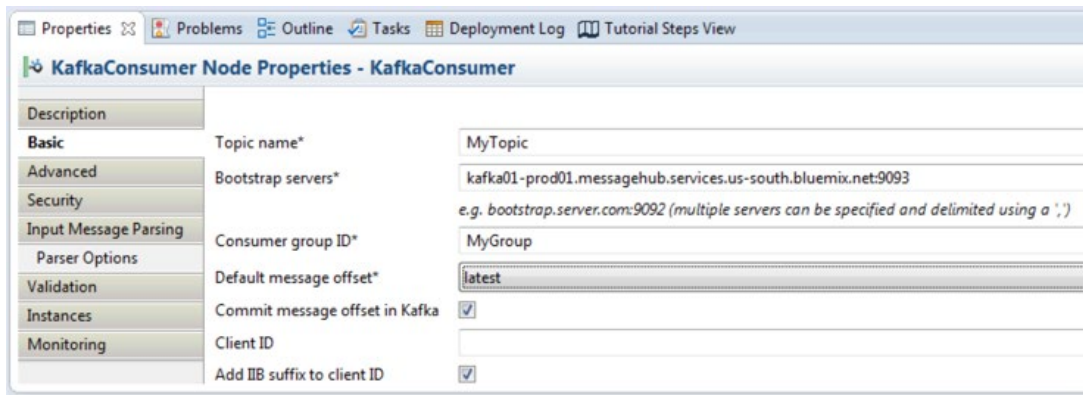 Properties Problems Outline Tasks Deployment Log Tutorial Steps View
KafkaConsumer Node Properties - KafkaConsumer
Description
Basic
Advanced
Security
Input Message Parsing
Parser Options
Validation
Instances
Monitoring
Topic name* MyTopic
Bootstrap servers* kafka01-prod01.messagehub.services.us-south.bluemix.net:9093
e.g. bootstrap.server.com:9092 (multiple servers can be specified and delimited using a ',')
Consumer group ID* MyGroup
Default message offset* latest
Commit message offset in Kafka
Client ID
Add IIB suffix to client ID